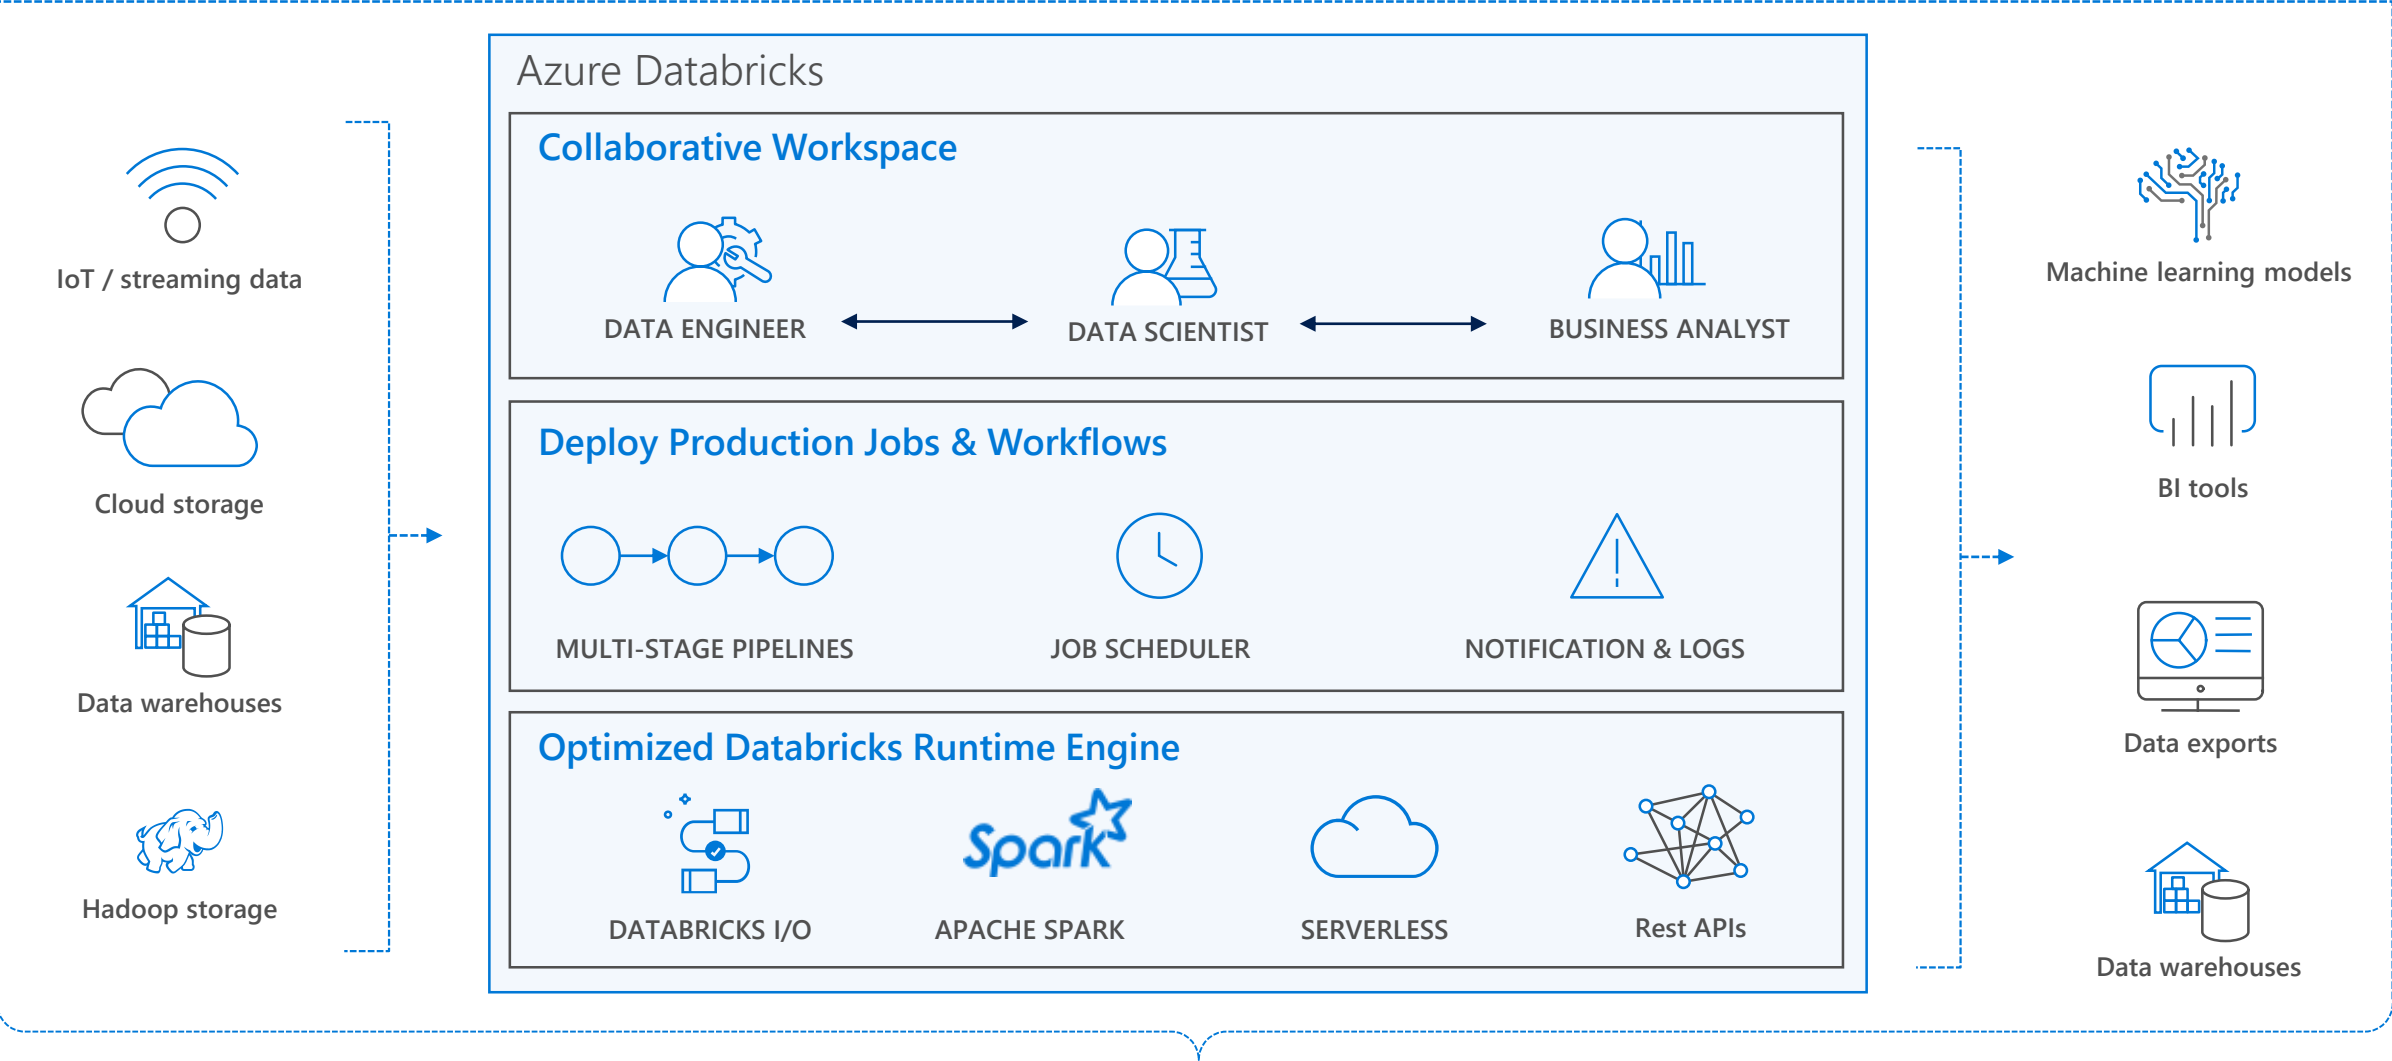 Azure Databricks
IoT / streaming data
Cloud storage
Data warehouses
Hadoop storage
Collaborative Workspace
DATA ENGINEER
DATA SCIENTIST
BUSINESS ANALYST
Deploy Production Jobs & Workflows
MULTI-STAGE PIPELINES
JOB SCHEDULER
NOTIFICATION & LOGS
Optimized Databricks Runtime Engine
Spark
DATABRICKS I/O
APACHE SPARK
SERVERLESS
Rest APIs
Machine learning models
BI tools
Data exports
Data warehouses